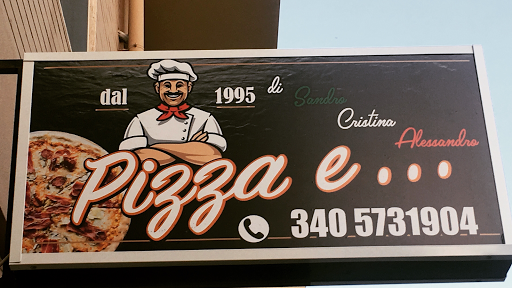 dal 1995 di Sandro
Cristina
Alessandro
Pizza e...
340 5731904